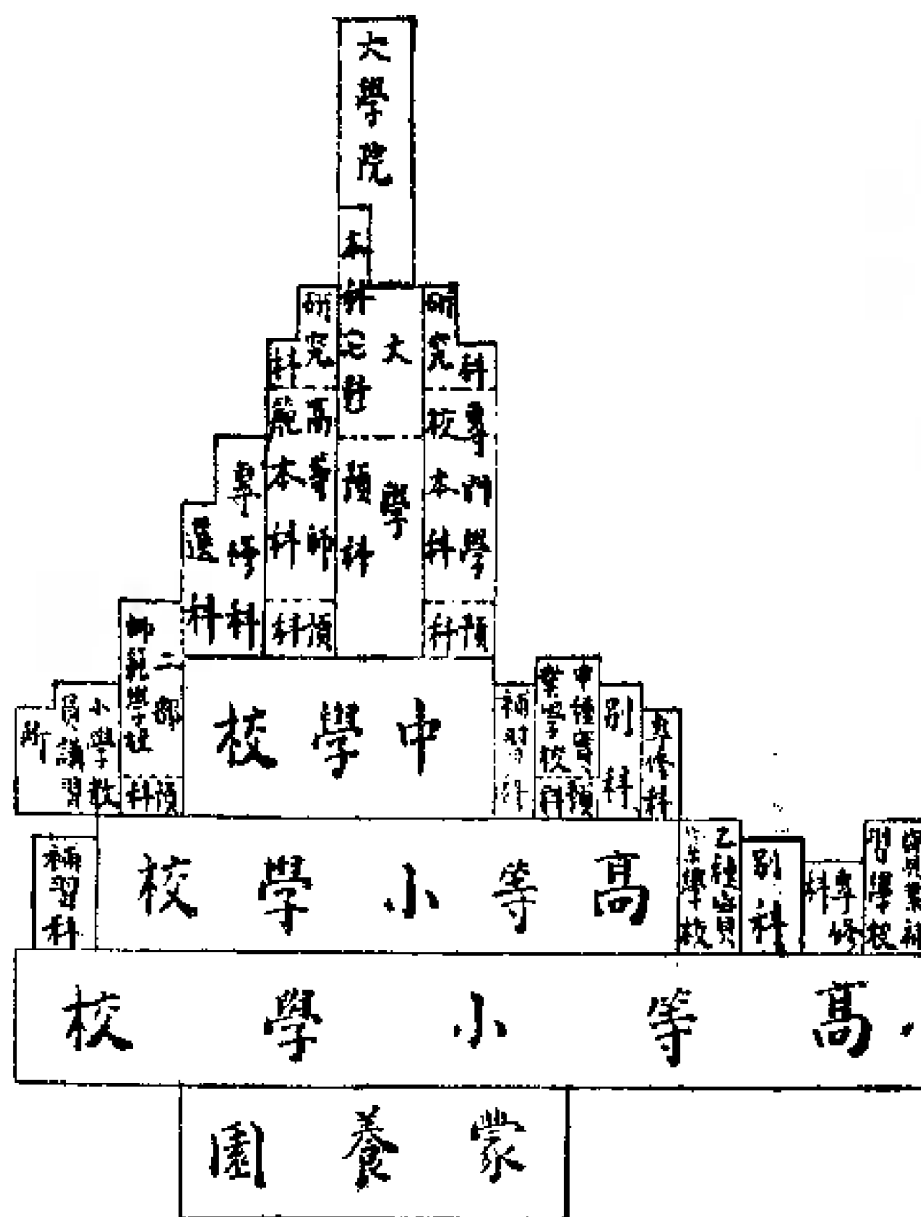 大學院
本科(七科)
大學
預科
研究科
高等師範本科
預科
研究科
專門學校本科
預科
專修科
選科
二部
師範學校
預科
小學教員講習所
中學校
補習科
甲種實業學校
預科
別科
專修科
補習科
高等小學校
乙種實業學校
別科
專修科
實業補習學校
高等小學校
蒙養園